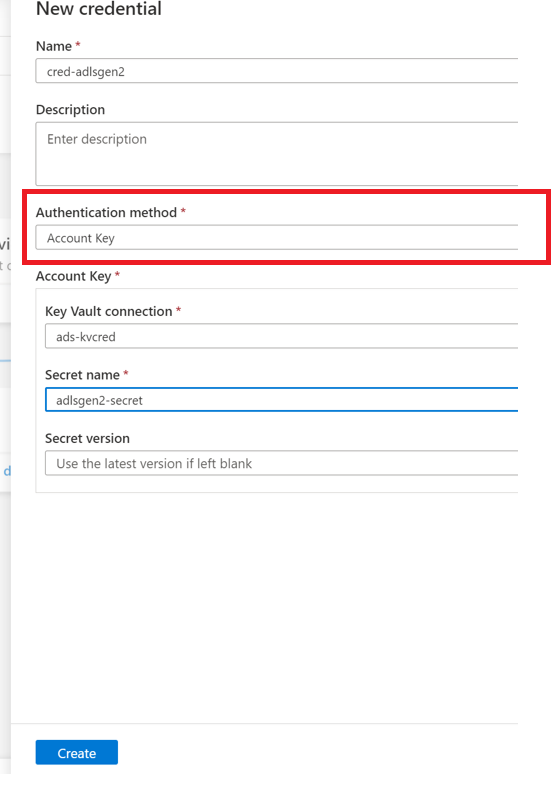 New credential
Name *
cred-adlsgen2
Description
Enter description
Authentication method *
Account Key
Account Key *
Key Vault connection *
ads-kvcred
Secret name *
adlsgen2-secret
Secret version
Use the latest version if left blank
Create